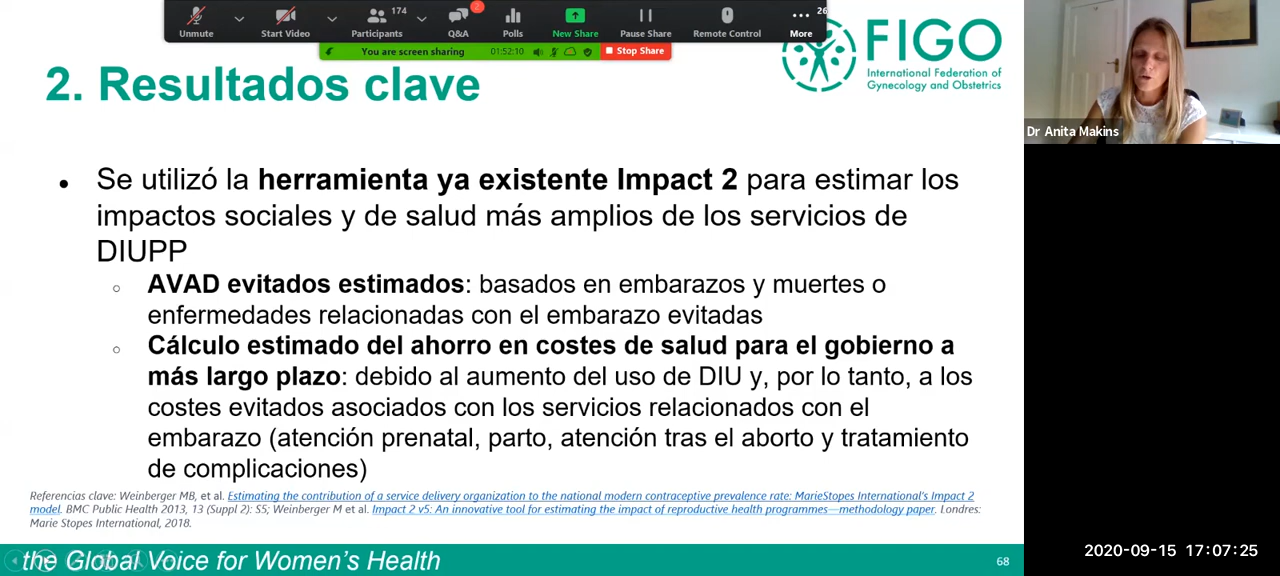 174
2
26
Unmute
Start Video
Participants
Q&A
Polls
New Share
Pause Share
Remote Control
More
You are screen sharing
01:52:10
Stop Share
FIGO
International Federation of
Gynecology and Obstetrics
Dr Anita Makins
2. Resultados clave
• Se utilizó la herramienta ya existente Impact 2 para estimar los
impactos sociales y de salud más amplios de los servicios de
DIUPP
○ AVAD evitados estimados: basados en embarazos y muertes o
enfermedades relacionadas con el embarazo evitadas
○ Cálculo estimado del ahorro en costes de salud para el gobierno a
más largo plazo: debido al aumento del uso de DIU y, por lo tanto, a los
costes evitados asociados con los servicios relacionados con el
embarazo (atención prenatal, parto, atención tras el aborto y tratamiento
de complicaciones)
Referencias clave: Weinberger MB, et al. Estimating the contribution of a service delivery organization to the national modern contraceptive prevalence rate: MarieStopes International's Impact 2
model. BMC Public Health 2013, 13 (Suppl 2): S5; Weinberger M et al. Impact 2 v5: An innovative tool for estimating the impact of reproductive health programmes—methodology paper. Londres:
Marie Stopes International, 2018.
the Global Voice for Women's Health
68
2020-09-15 17:07:25